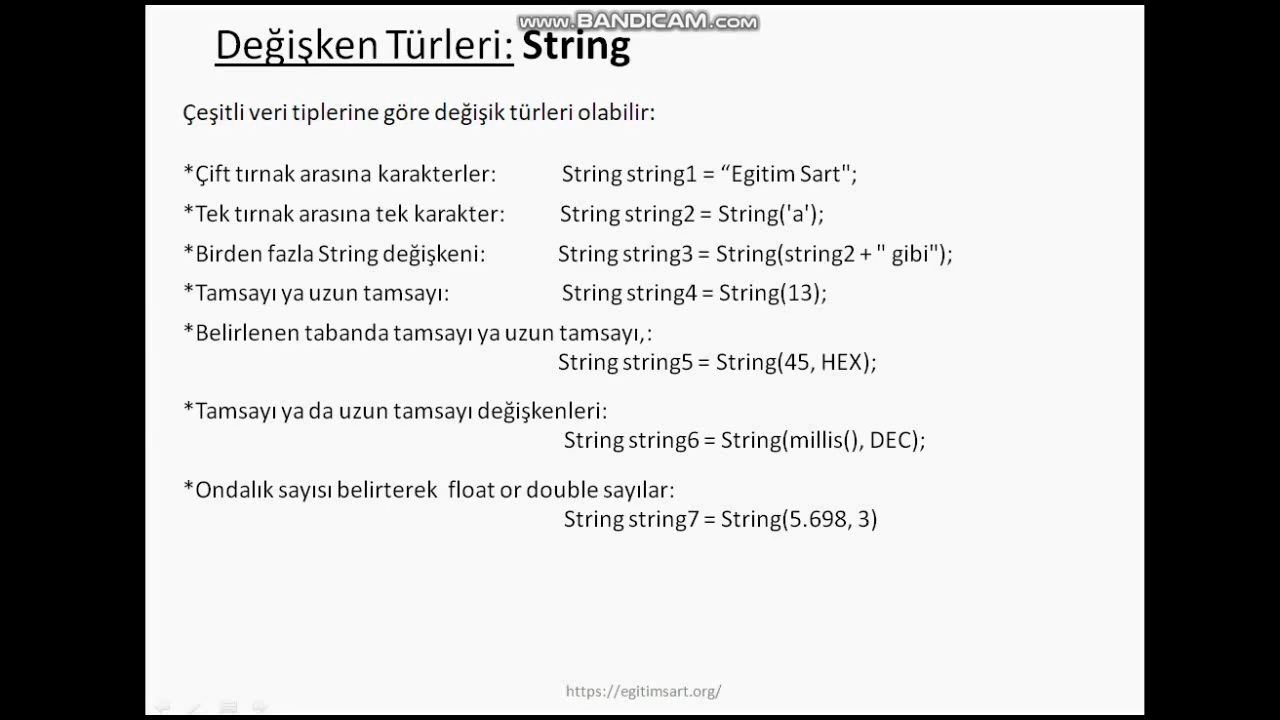 www.BANDICAM.com
Değişken Türleri: String
Çeşitli veri tiplerine göre değişik türleri olabilir:
*Çift tırnak arasına karakterler: String string1 = “Egitim Sart";
*Tek tırnak arasına tek karakter: String string2 = String('a');
*Birden fazla String değişkeni: String string3 = String(string2 + " gibi");
*Tamsayı ya uzun tamsayı: String string4 = String(13);
*Belirlenen tabanda tamsayı ya uzun tamsayı,:
String string5 = String(45, HEX);
*Tamsayı ya da uzun tamsayı değişkenleri:
String string6 = String(millis(), DEC);
*Ondalık sayısı belirterek  float or double sayılar:
String string7 = String(5.698, 3)
https://egitimsart.org/